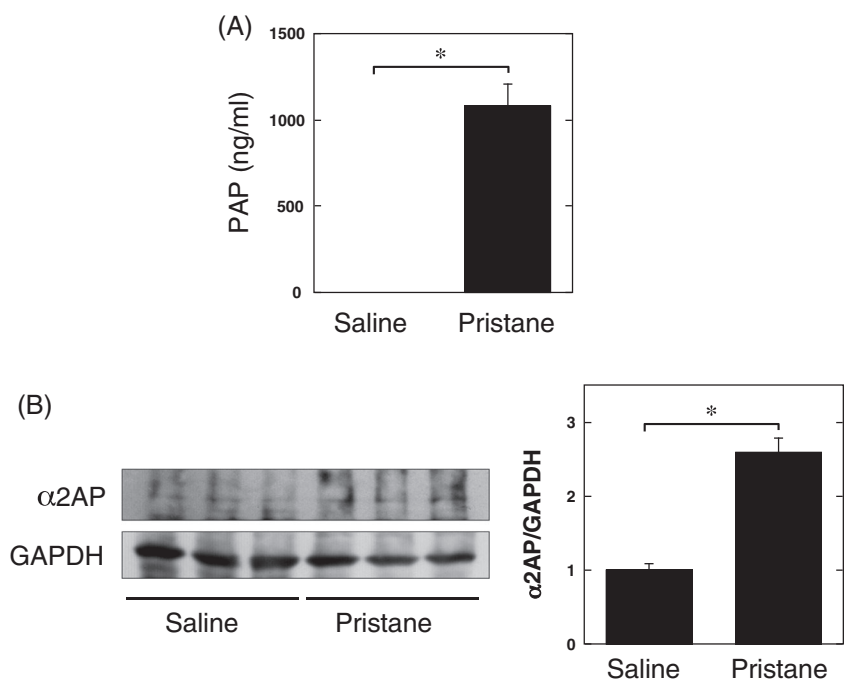 (A)
1500
1000
500
0
PAP (ng/ml)
*
Saline Pristane
(B)
α2AP
GAPDH
Saline Pristane
3
2
1
0
α2AP/GAPDH
*
Saline Pristane